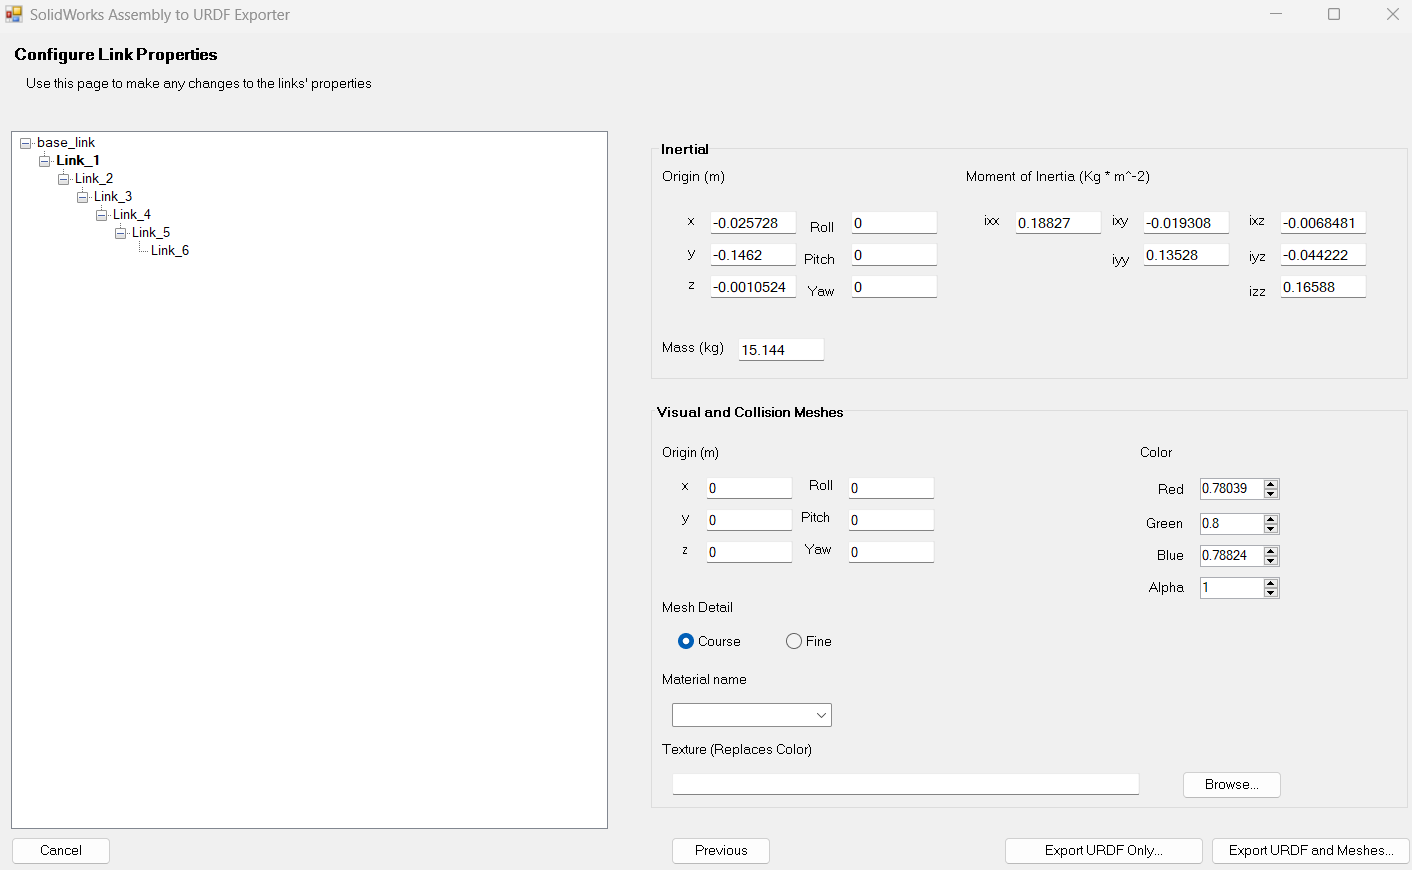 SolidWorks Assembly to URDF Exporter
Configure Link Properties
Use this page to make any changes to the links' properties
base_link
Link_1
Link_2
Link_3
Link_4
Link_5
Link_6
Inertial
Origin (m)
Moment of Inertia (Kg * m^-2)
x -0.025728 Roll 0 ixx 0.18827 ixy -0.019308 ixz -0.0068481
y -0.1462 Pitch 0 iyy 0.13528 iyz -0.044222
z -0.0010524 Yaw 0 izz 0.16588
Mass (kg) 15.144
Visual and Collision Meshes
Origin (m) Color
x 0 Roll 0 Red 0.78039
y 0 Pitch 0 Green 0.8
z 0 Yaw 0 Blue 0.78824
Alpha 1
Mesh Detail
Course Fine
Material name
Texture (Replaces Color)
Browse...
Cancel Previous Export URDF Only... Export URDF and Meshes...